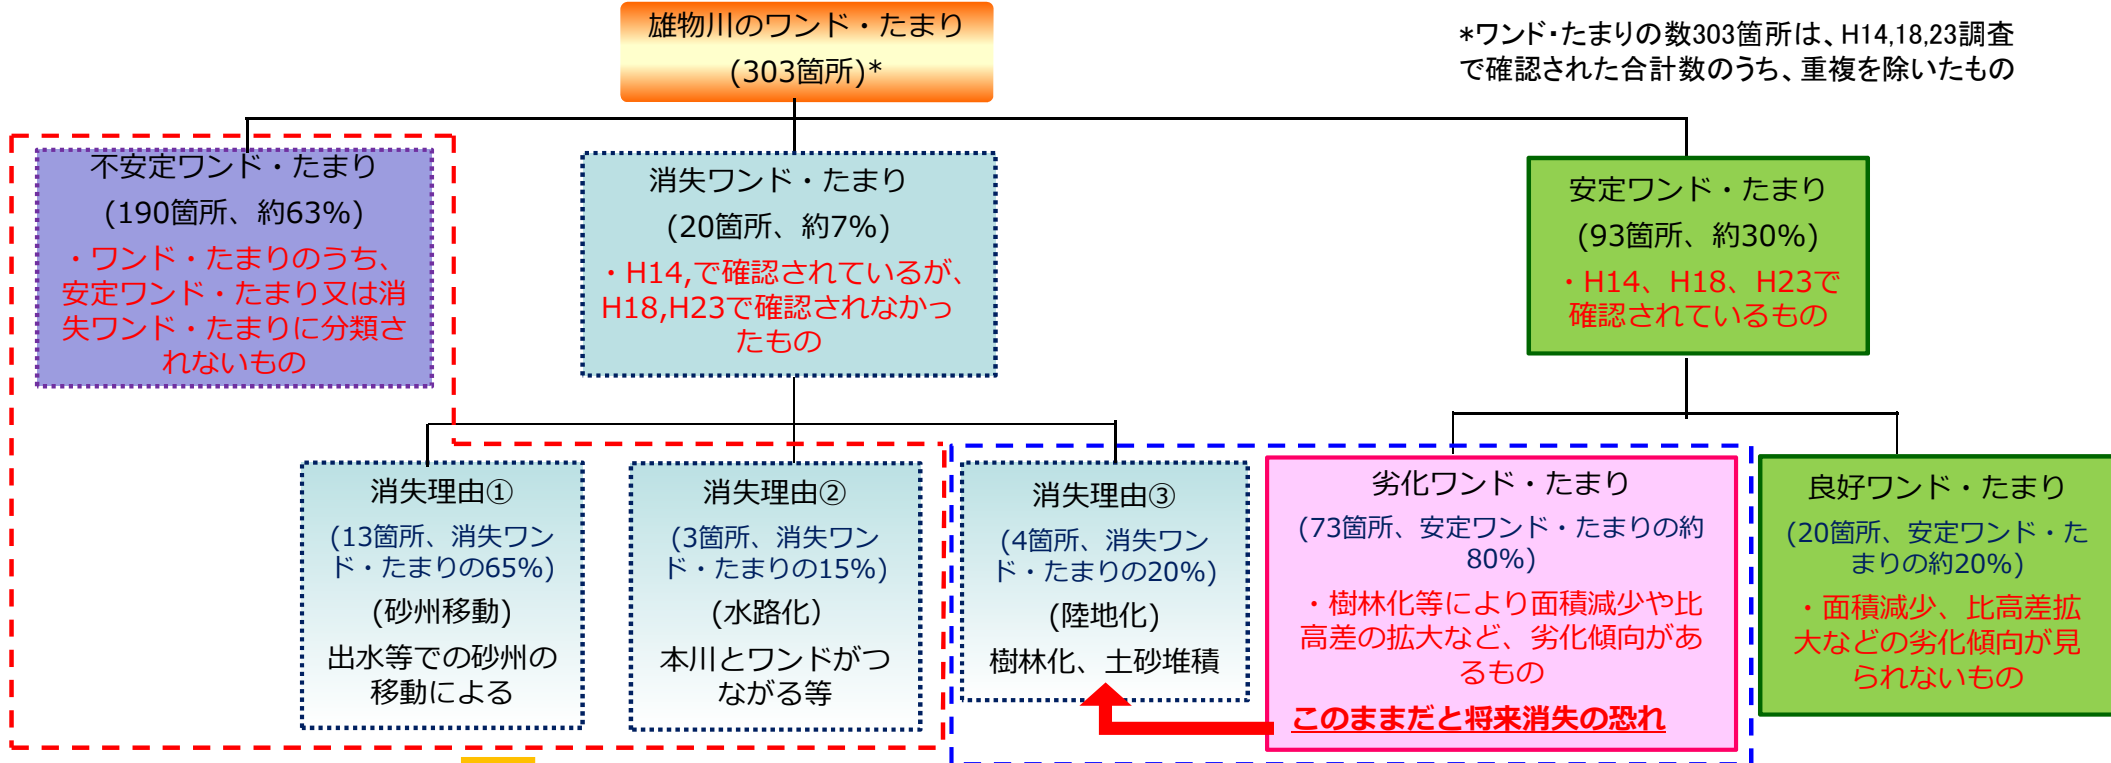 雄物川のワンド・たまり
(303箇所)*
*ワンド・たまりの数303箇所は、H14,18,23調査
で確認された合計数のうち、重複を除いたもの
不安定ワンド・たまり
(190箇所、約63%)
・ワンド・たまりのうち、
安定ワンド・たまり又は消
失ワンド・たまりに分類さ
れないもの
消失ワンド・たまり
(20箇所、約7%)
・H14,で確認されているが、
H18,H23で確認されなかっ
たもの
安定ワンド・たまり
(93箇所、約30%)
・H14、H18、H23で
確認されているもの
消失理由①
(13箇所、消失ワン
ド・たまりの65%)
(砂州移動)
出水等での砂州の
移動による
消失理由②
(3箇所、消失ワン
ド・たまりの15%)
(水路化）
本川とワンドがつ
ながる等
消失理由③
(4箇所、消失ワン
ド・たまりの20%)
(陸地化)
樹林化、土砂堆積
劣化ワンド・たまり
(73箇所、安定ワンド・たまりの約
80%)
・樹林化等により面積減少や比
高差の拡大など、劣化傾向があ
るもの
このままだと将来消失の恐れ
良好ワンド・たまり
(20箇所、安定ワンド・た
まりの約20%)
・面積減少、比高差拡
大などの劣化傾向が見
られないもの